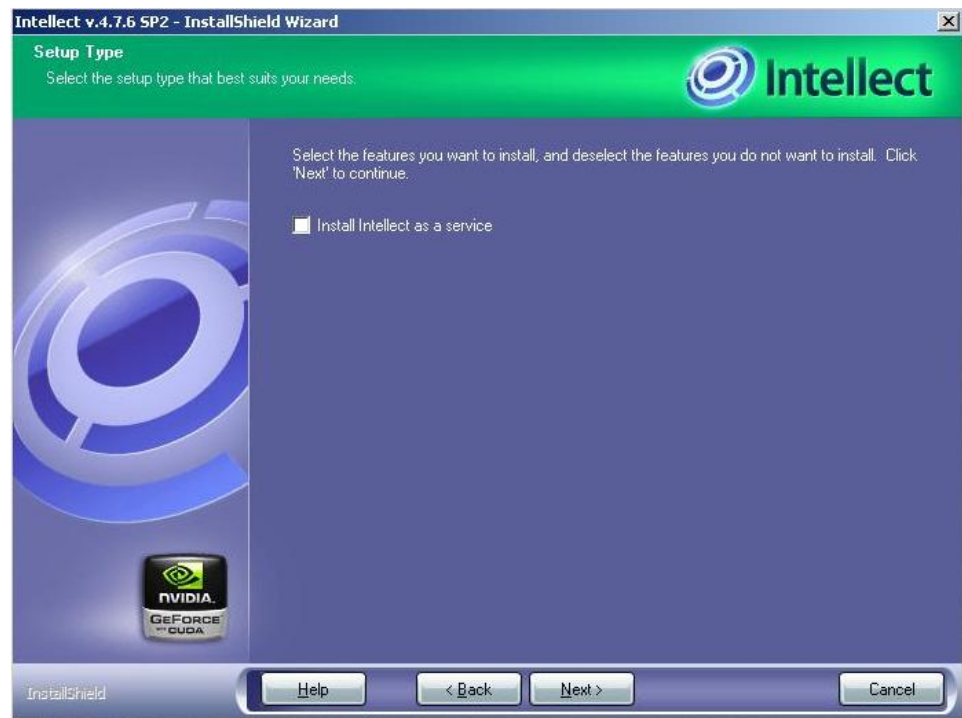 Intellect v.4.7.6 SP2 - InstallShield Wizard
Setup Type
Select the setup type that best suits your needs.
Intellect
Select the features you want to install, and deselect the features you do not want to install. Click
'Next' to continue.
Install Intellect as a service
NVIDIA.
GEFORCE
WITH CUDA
InstallShield
Help
< Back
Next >
Cancel